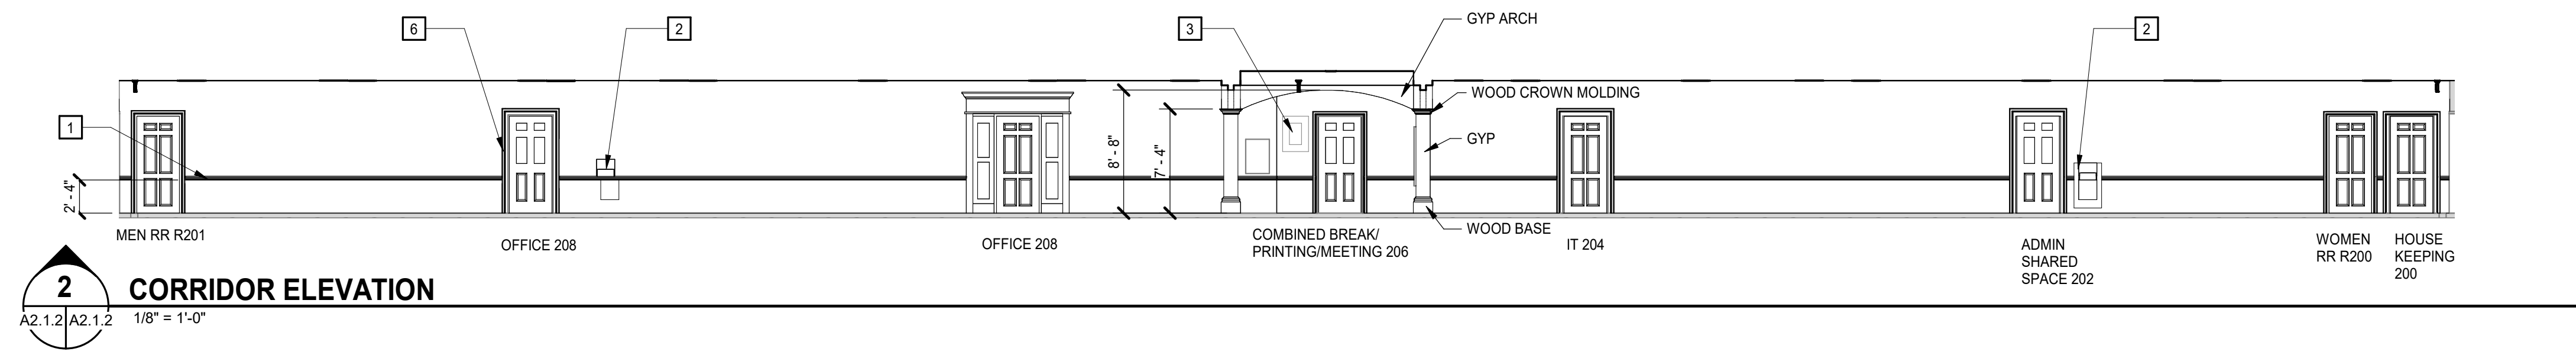 6
2
3
GYP ARCH
2
WOOD CROWN MOLDING
1
GYP
8' - 8"
7' - 4"
2' - 4"
WOOD BASE
MEN RR R201
OFFICE 208
OFFICE 208
COMBINED BREAK/
PRINTING/MEETING 206
IT 204
ADMIN
SHARED
SPACE 202
WOMEN
RR R200
HOUSE
KEEPING
200
2
CORRIDOR ELEVATION
A2.1.2
A2.1.2
1/8" = 1'-0"